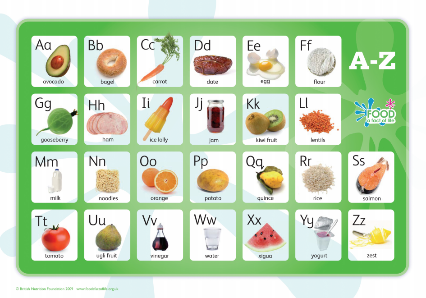 Aa Bb Cc Dd Ee Ff
avocado bagel carrot date egg flour
A-Z
Gg Hh Ii Jj Kk Ll
gooseberry ham ice lolly jam kiwi fruit lentils
FOOD
a fact of life
Mm Nn Oo Pp Qq Rr Ss
milk noodles orange potato quince rice salmon
Tt Uu Vv Ww Xx Yy Zz
tomato ugli fruit vinegar water xigua yogurt zest
© British Nutrition Foundation